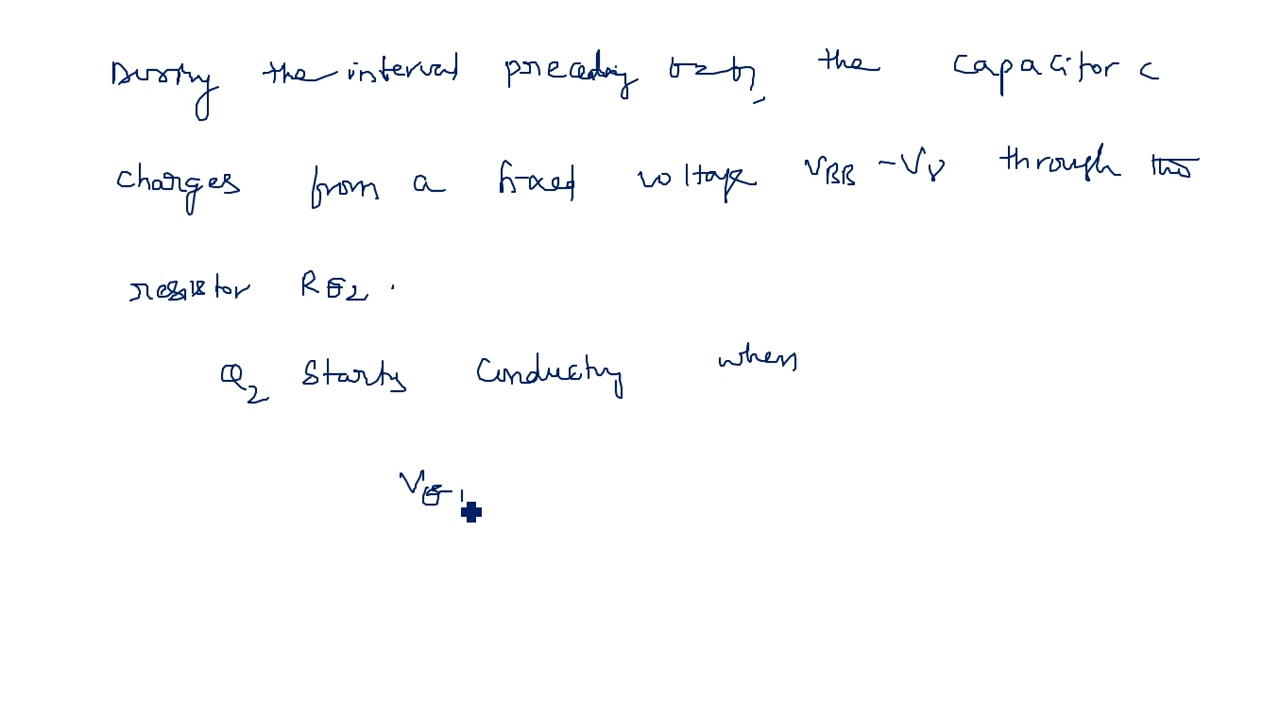 During the interval preceding t=t1, the capacitor C
charges from a fixed voltage VBB - Vγ through the
resistor RE2.
Q2 starts conducting when
VE1